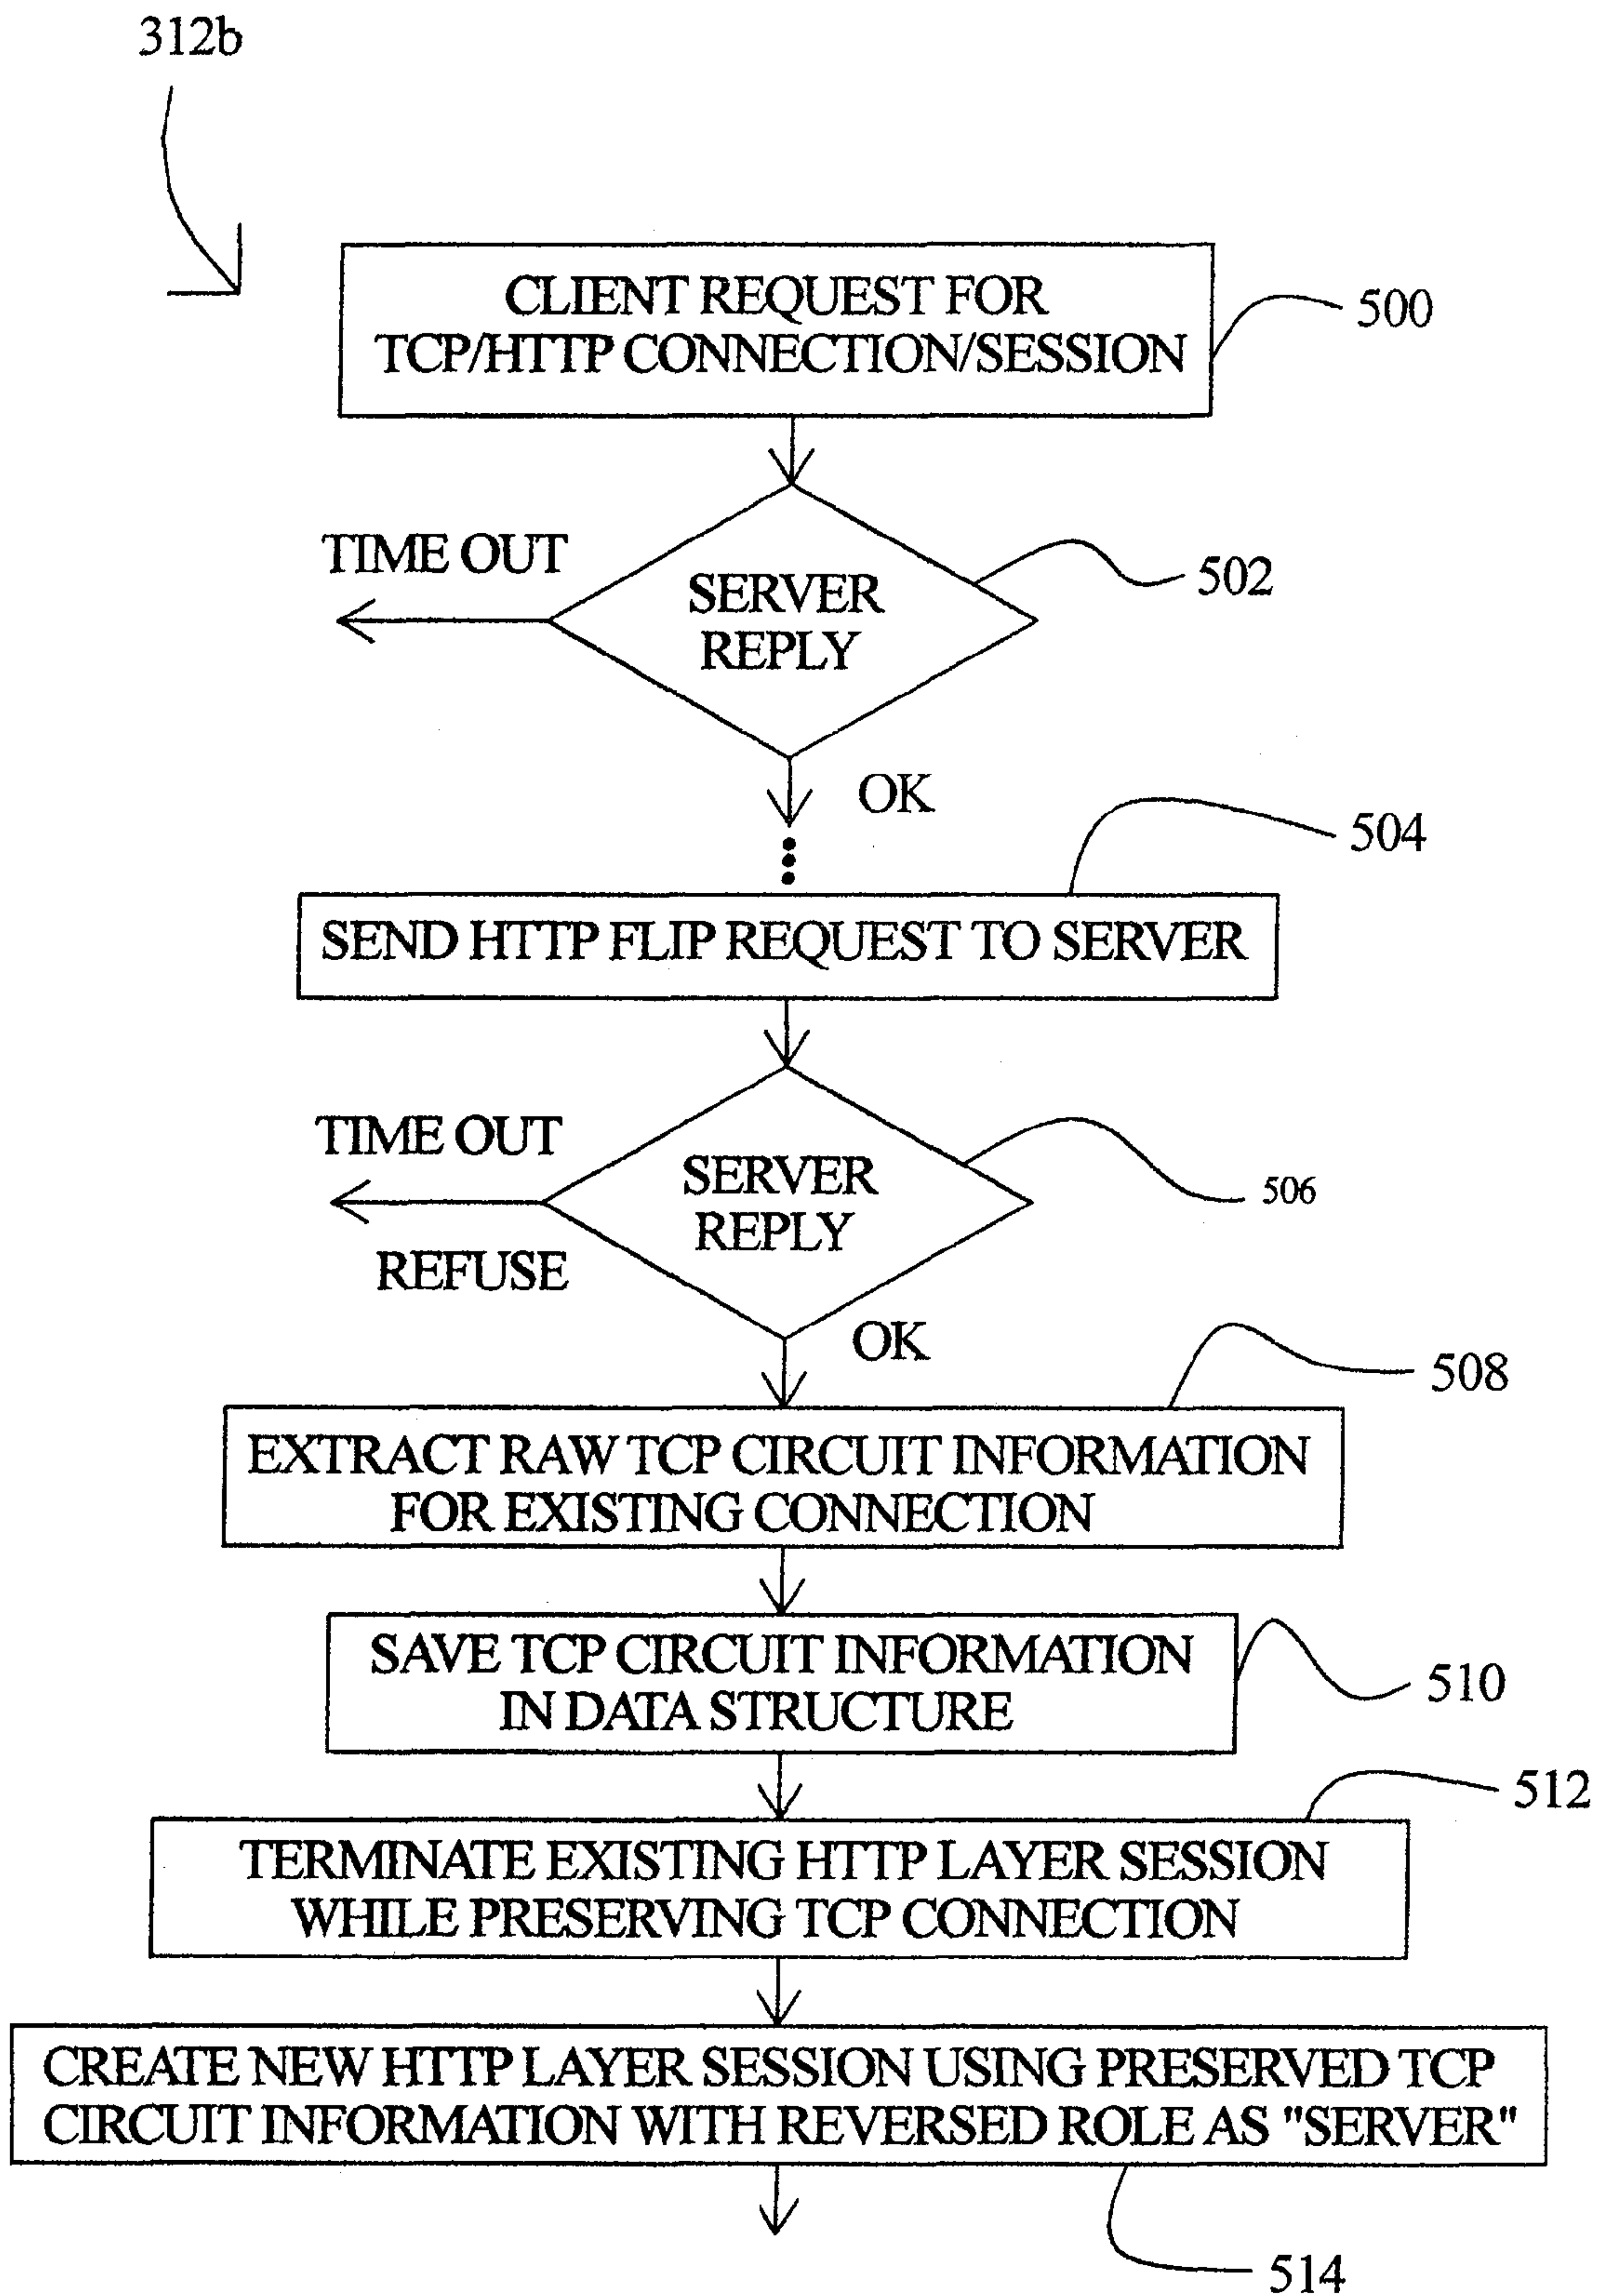 312b
CLIENT REQUEST FOR
TCP/HTTP CONNECTION/SESSION
500
TIME OUT
SERVER
REPLY
502
OK
504
SEND HTTP FLIP REQUEST TO SERVER
TIME OUT
SERVER
REPLY
506
REFUSE
OK
508
EXTRACT RAW TCP CIRCUIT INFORMATION
FOR EXISTING CONNECTION
SAVE TCP CIRCUIT INFORMATION
IN DATA STRUCTURE
510
512
TERMINATE EXISTING HTTP LAYER SESSION
WHILE PRESERVING TCP CONNECTION
CREATE NEW HTTP LAYER SESSION USING PRESERVED TCP
CIRCUIT INFORMATION WITH REVERSED ROLE AS "SERVER"
514